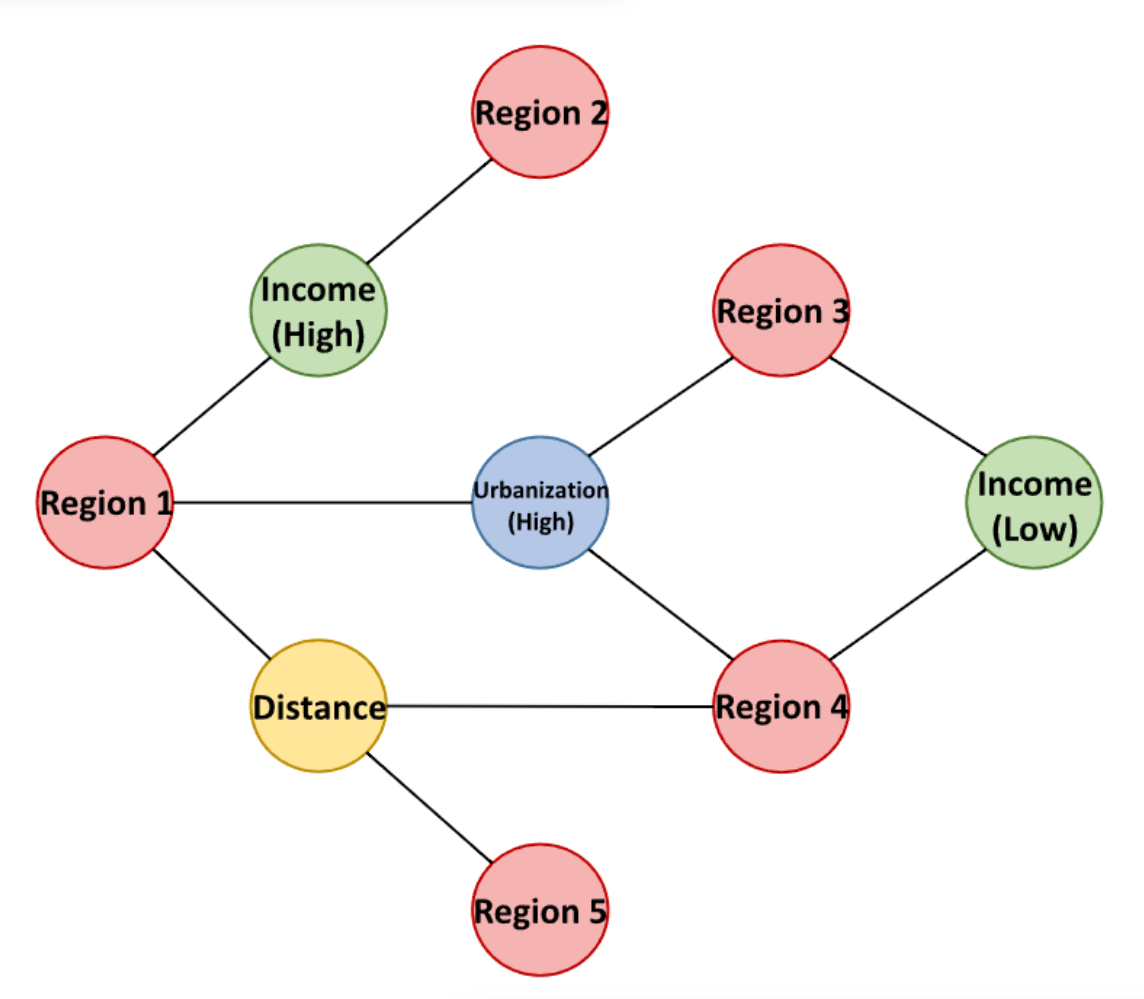 Region 2
Income
(High)
Region 3
Region 1
Urbanization
(High)
Income
(Low)
Distance
Region 4
Region 5